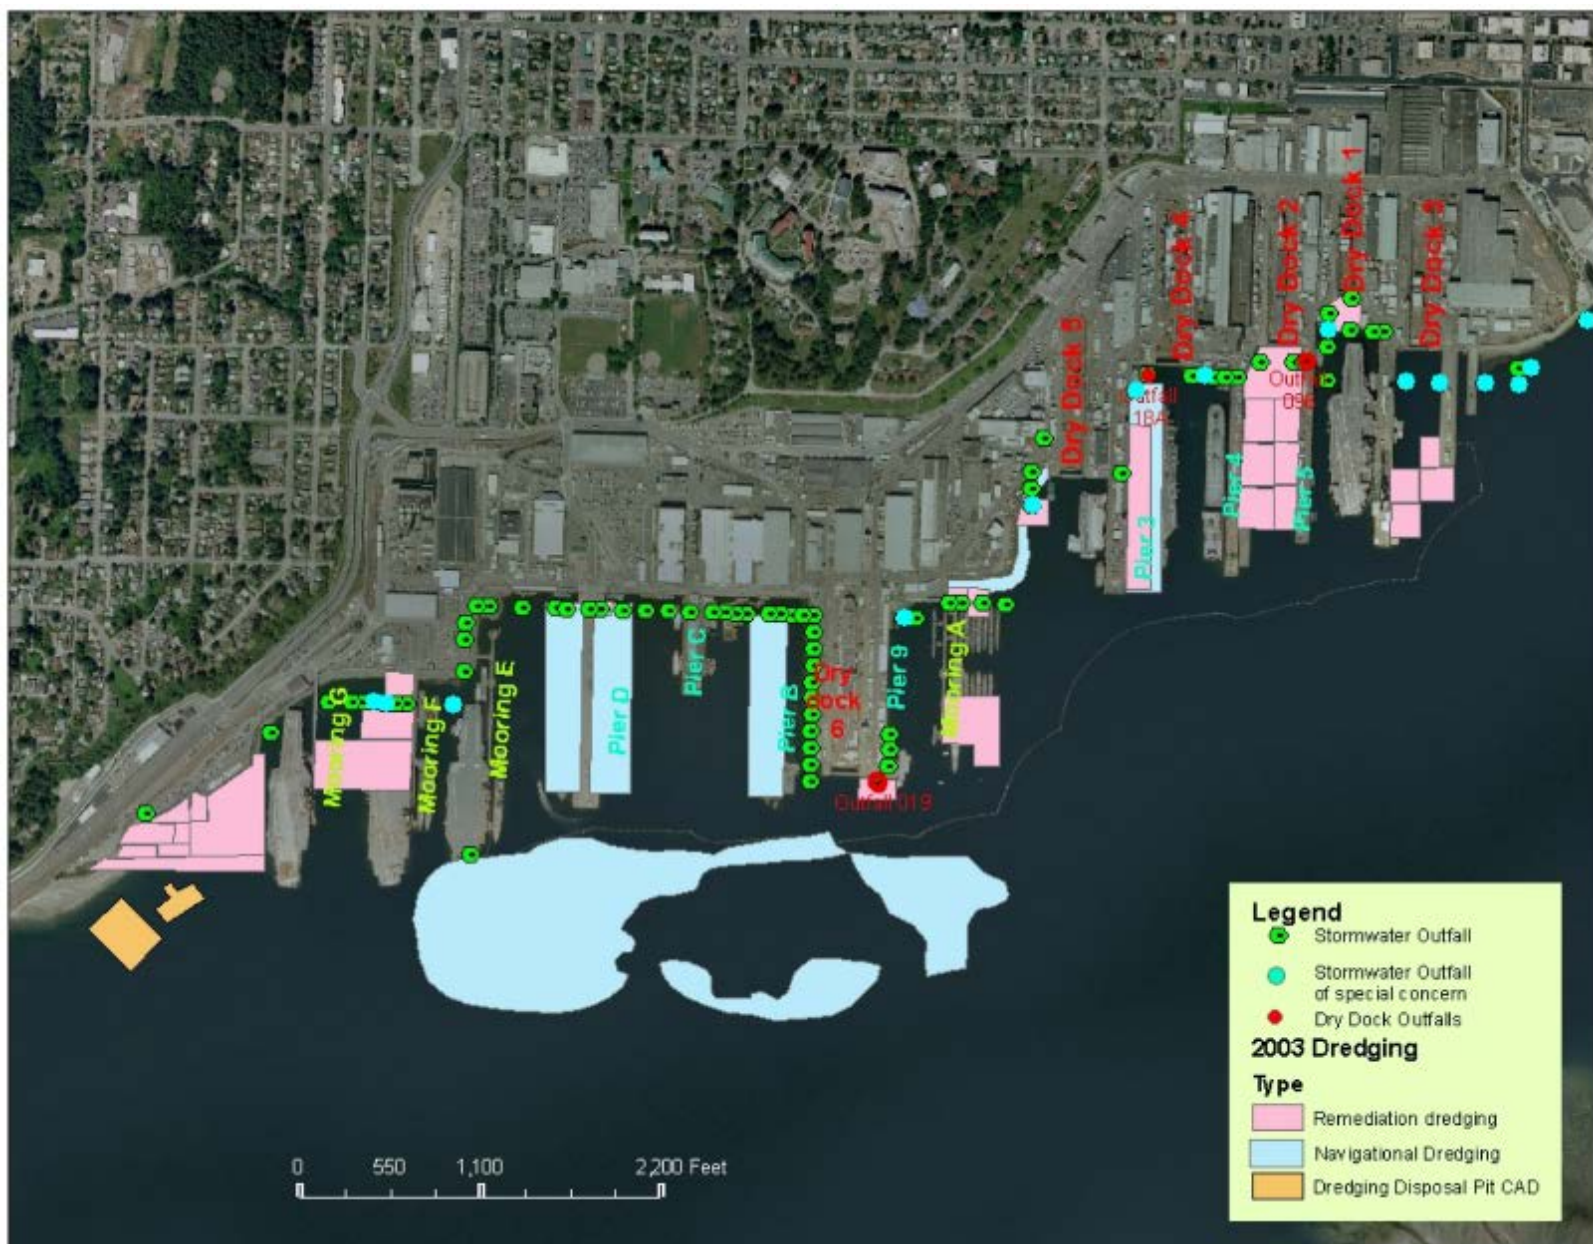 Dry Dock 1
Dry Dock 4
Dry Dock 2
Dry Dock 3
Dry Dock 5
Outfall
18A
Outfall
096
Pier 4
Pier 5
Pier 3
Mooring G
Mooring F
Mooring E
Pier D
Pier C
Pier B
Dry
Dock
6
Pier 9
Mooring A
Outfall 019
Legend
Stormwater Outfall
Stormwater Outfall
of special concern
Dry Dock Outfalls
2003 Dredging
Type
Remediation dredging
Navigational Dredging
Dredging Disposal Pit CAD
0 550 1,100 2,200 Feet